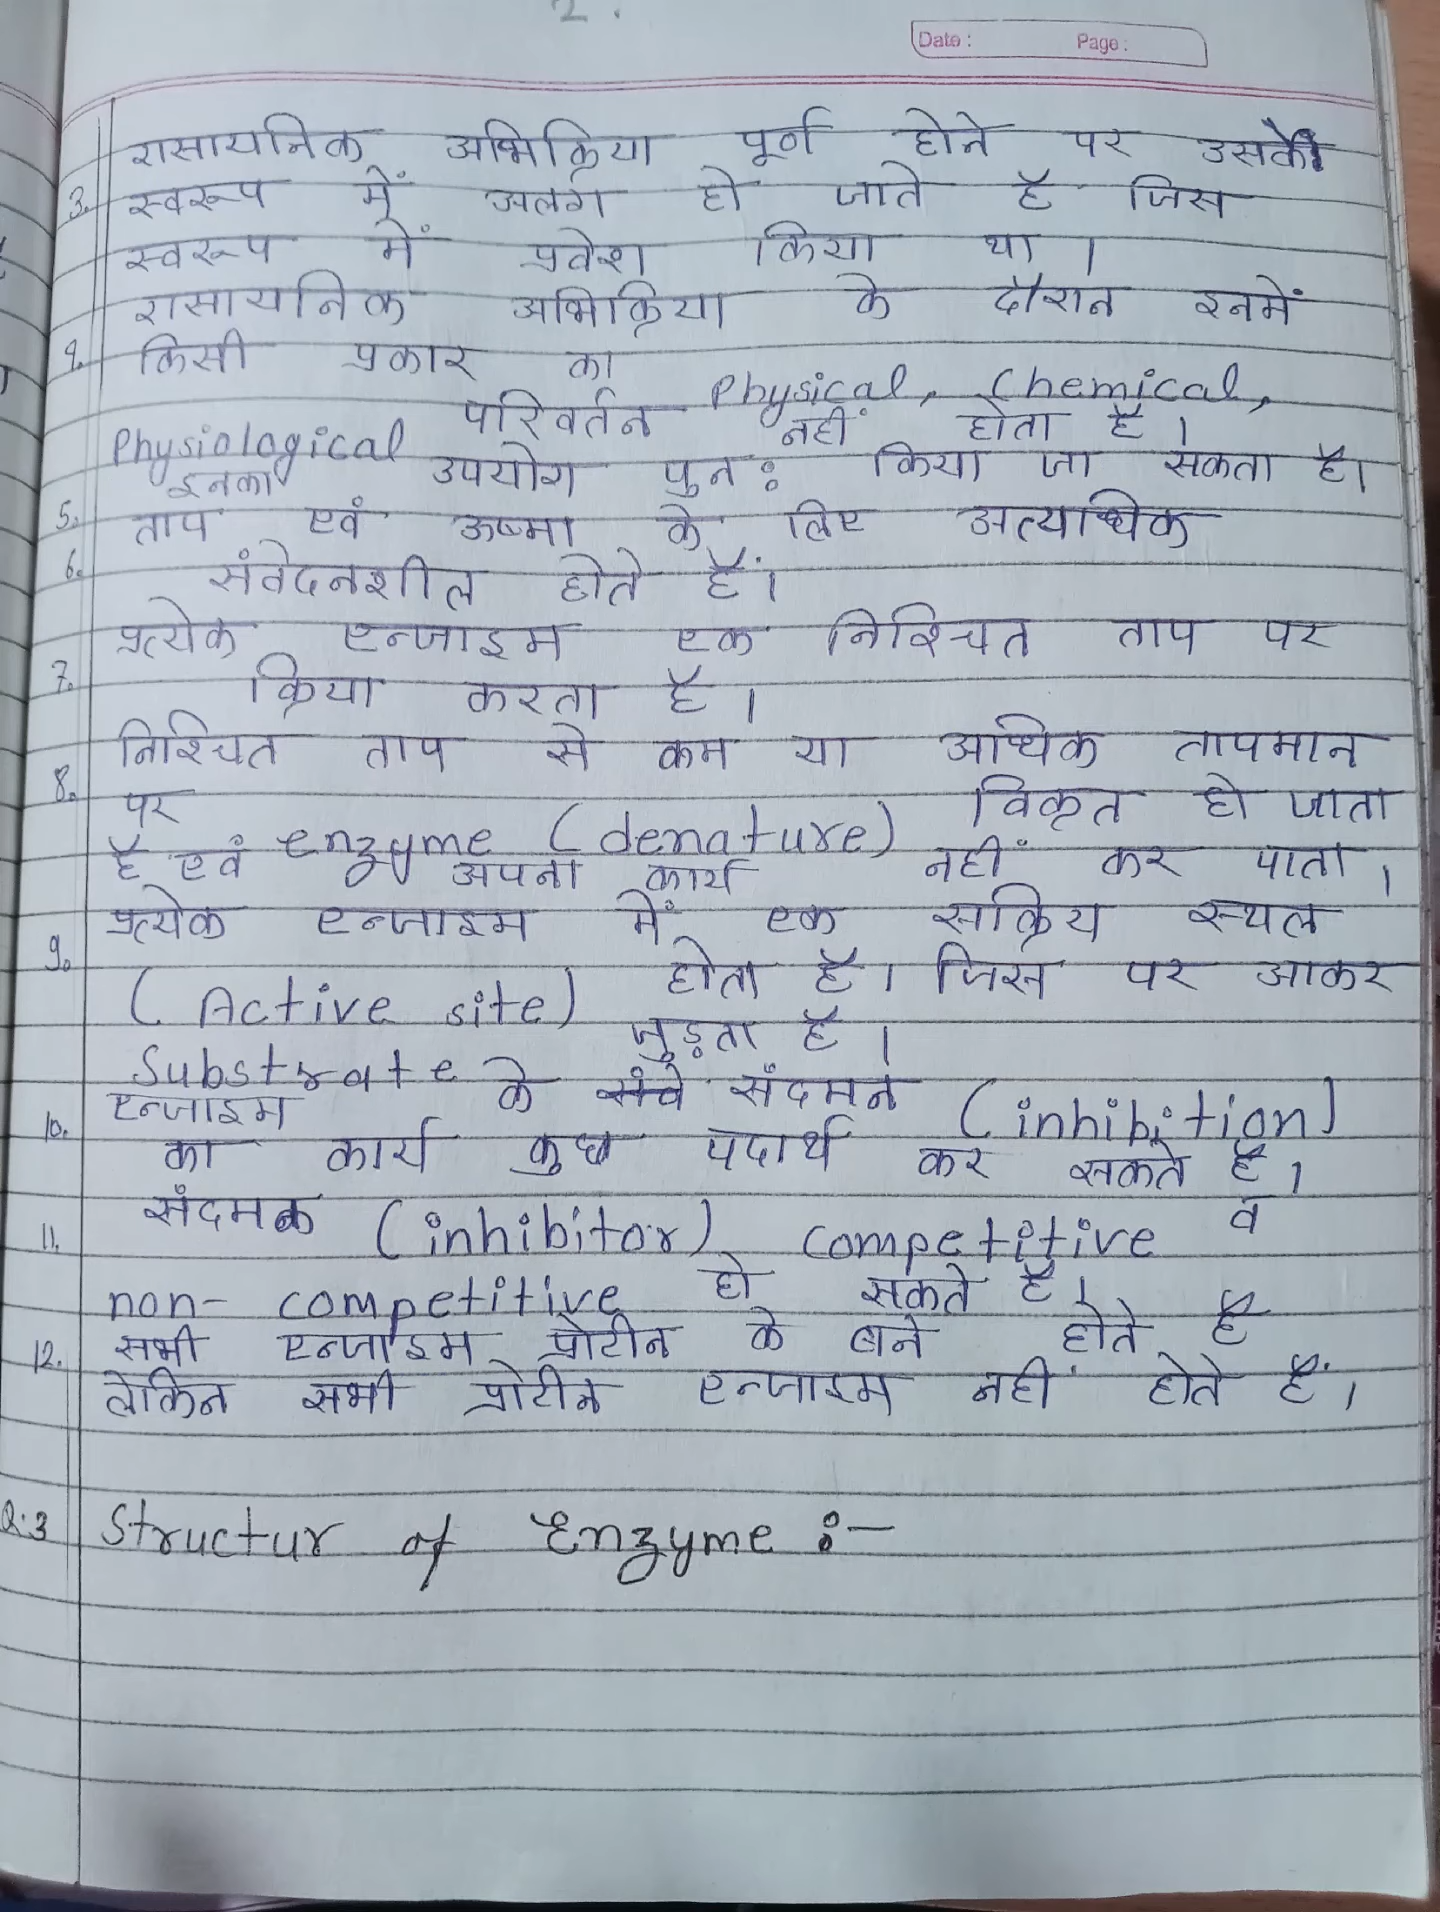 2.
Date : Page :
रासायनिक अभिक्रिया पूर्ण होने पर उसकी
3. स्वरूप में अलग हो जाते है जिस
स्वरूप में प्रवेश किया था ।
रासायनिक अभिक्रिया के दौरान इनमें
4. किसी प्रकार का Physical, Chemical,
Physiological परिवर्तन नहीं होता है ।
5. इनका उपयोग पुनः किया जा सकता है।
6. ताप एवं ऊष्मा के लिए अत्याधिक
संवेदनशील होते हैं।
7. प्रत्येक एन्जाइम एक निश्चित ताप पर
क्रिया करता है ।
8. निश्चित ताप से कम या अधिक तापमान
पर enzyme (denature) विकृत हो जाता
है एवं अपना कार्य नहीं कर पाता ।
9. प्रत्येक एन्जाइम में एक सक्रिय स्थल
(Active site) होता है । जिस पर आकर
Substrate जुड़ता है ।
10. एन्जाइम के संदमन (inhibition)
का कार्य कुछ पदार्थ कर सकते है ।
11. संदमक (inhibitor) competitive व
non- competitive हो सकते है ।
12. सभी एन्जाइम प्रोटीन के बने होते है
लेकिन सभी प्रोटीन एन्जाइम नहीं होते हैं ।
Q.3 Structur of Enzyme :-